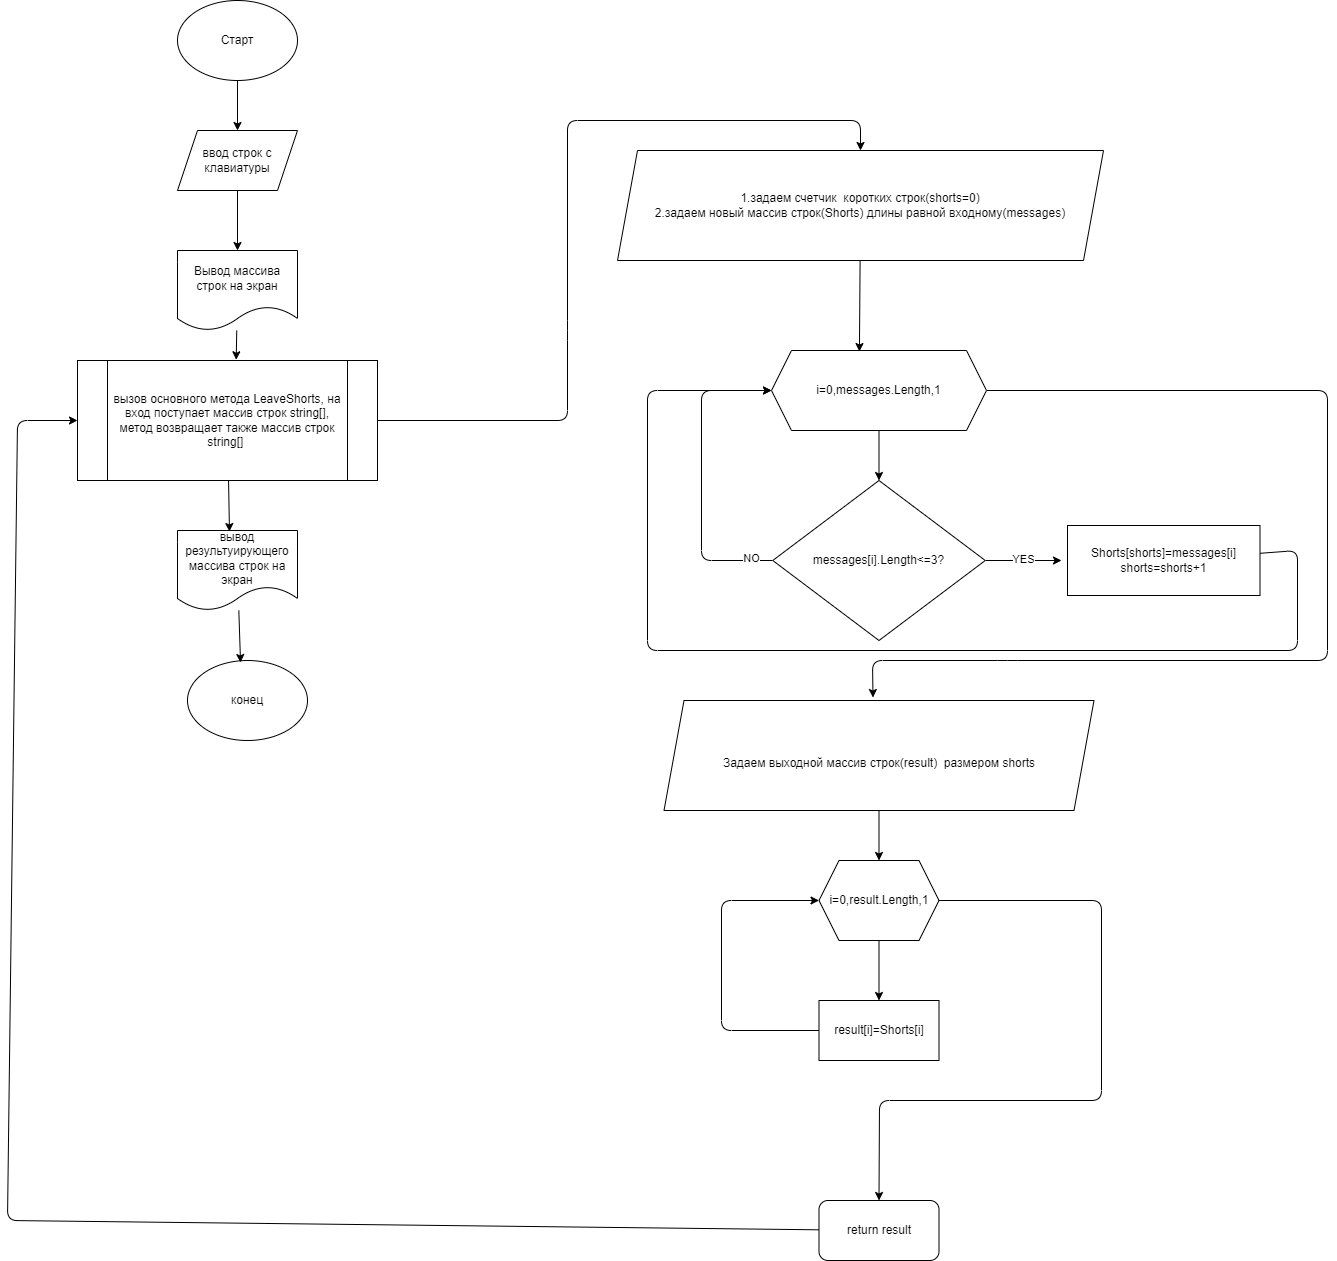 Старт
ввод строк с
клавиатуры
Вывод массива
строк на экран
вызов основного метода LeaveShorts, на
вход поступает массив строк string[],
метод возвращает также массив строк
string[]
вывод
результуирующего
массива строк на
экран
конец
1.задаем счетчик  коротких строк(shorts=0)
2.задаем новый массив строк(Shorts) длины равной входному(messages)
i=0,messages.Length,1
messages[i].Length<=3?
NO
YES
Shorts[shorts]=messages[i]
shorts=shorts+1
Задаем выходной массив строк(result)  размером shorts
i=0,result.Length,1
result[i]=Shorts[i]
return result